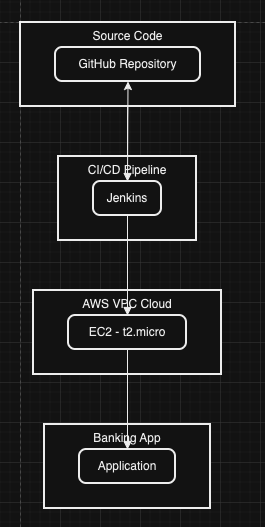 Source Code
GitHub Repository
CI/CD Pipeline
Jenkins
AWS VPC Cloud
EC2 - t2.micro
Banking App
Application